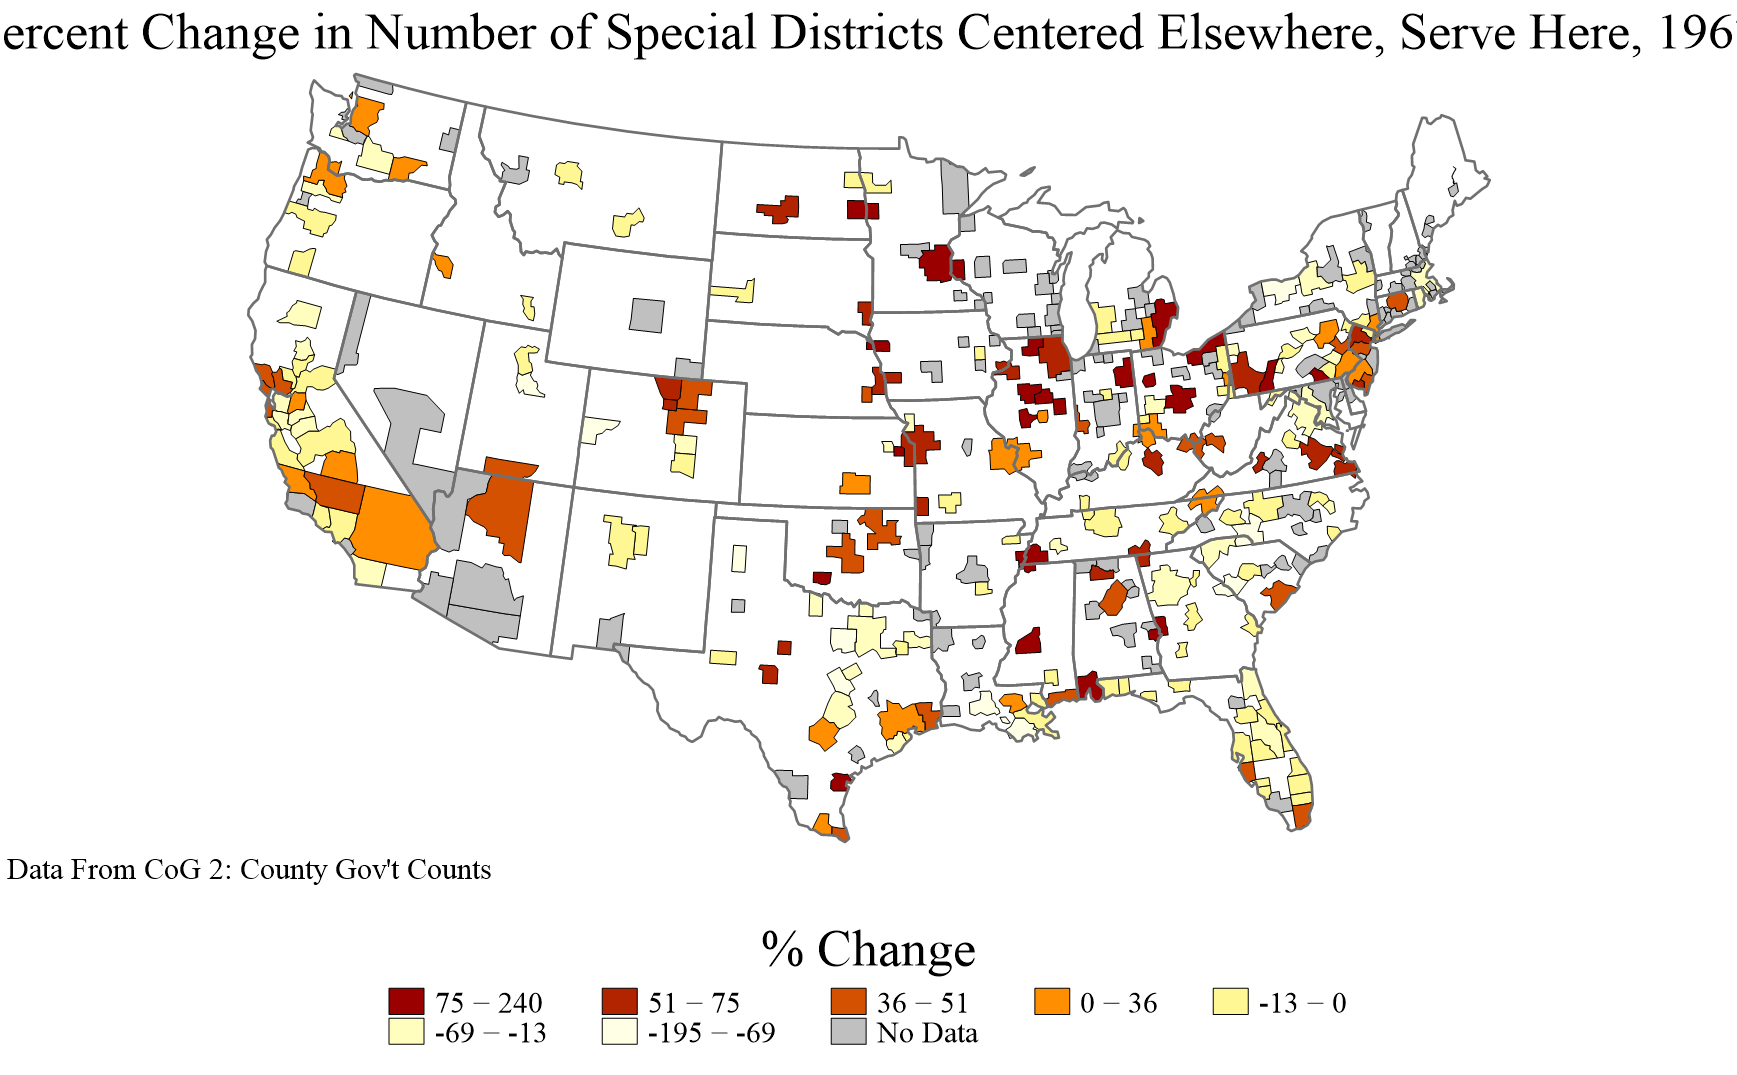 ercent Change in Number of Special Districts Centered Elsewhere, Serve Here, 196
Data From CoG 2: County Gov't Counts
% Change
75 – 240 51 – 75 36 – 51 0 – 36 -13 – 0
-69 – -13 -195 – -69 No Data